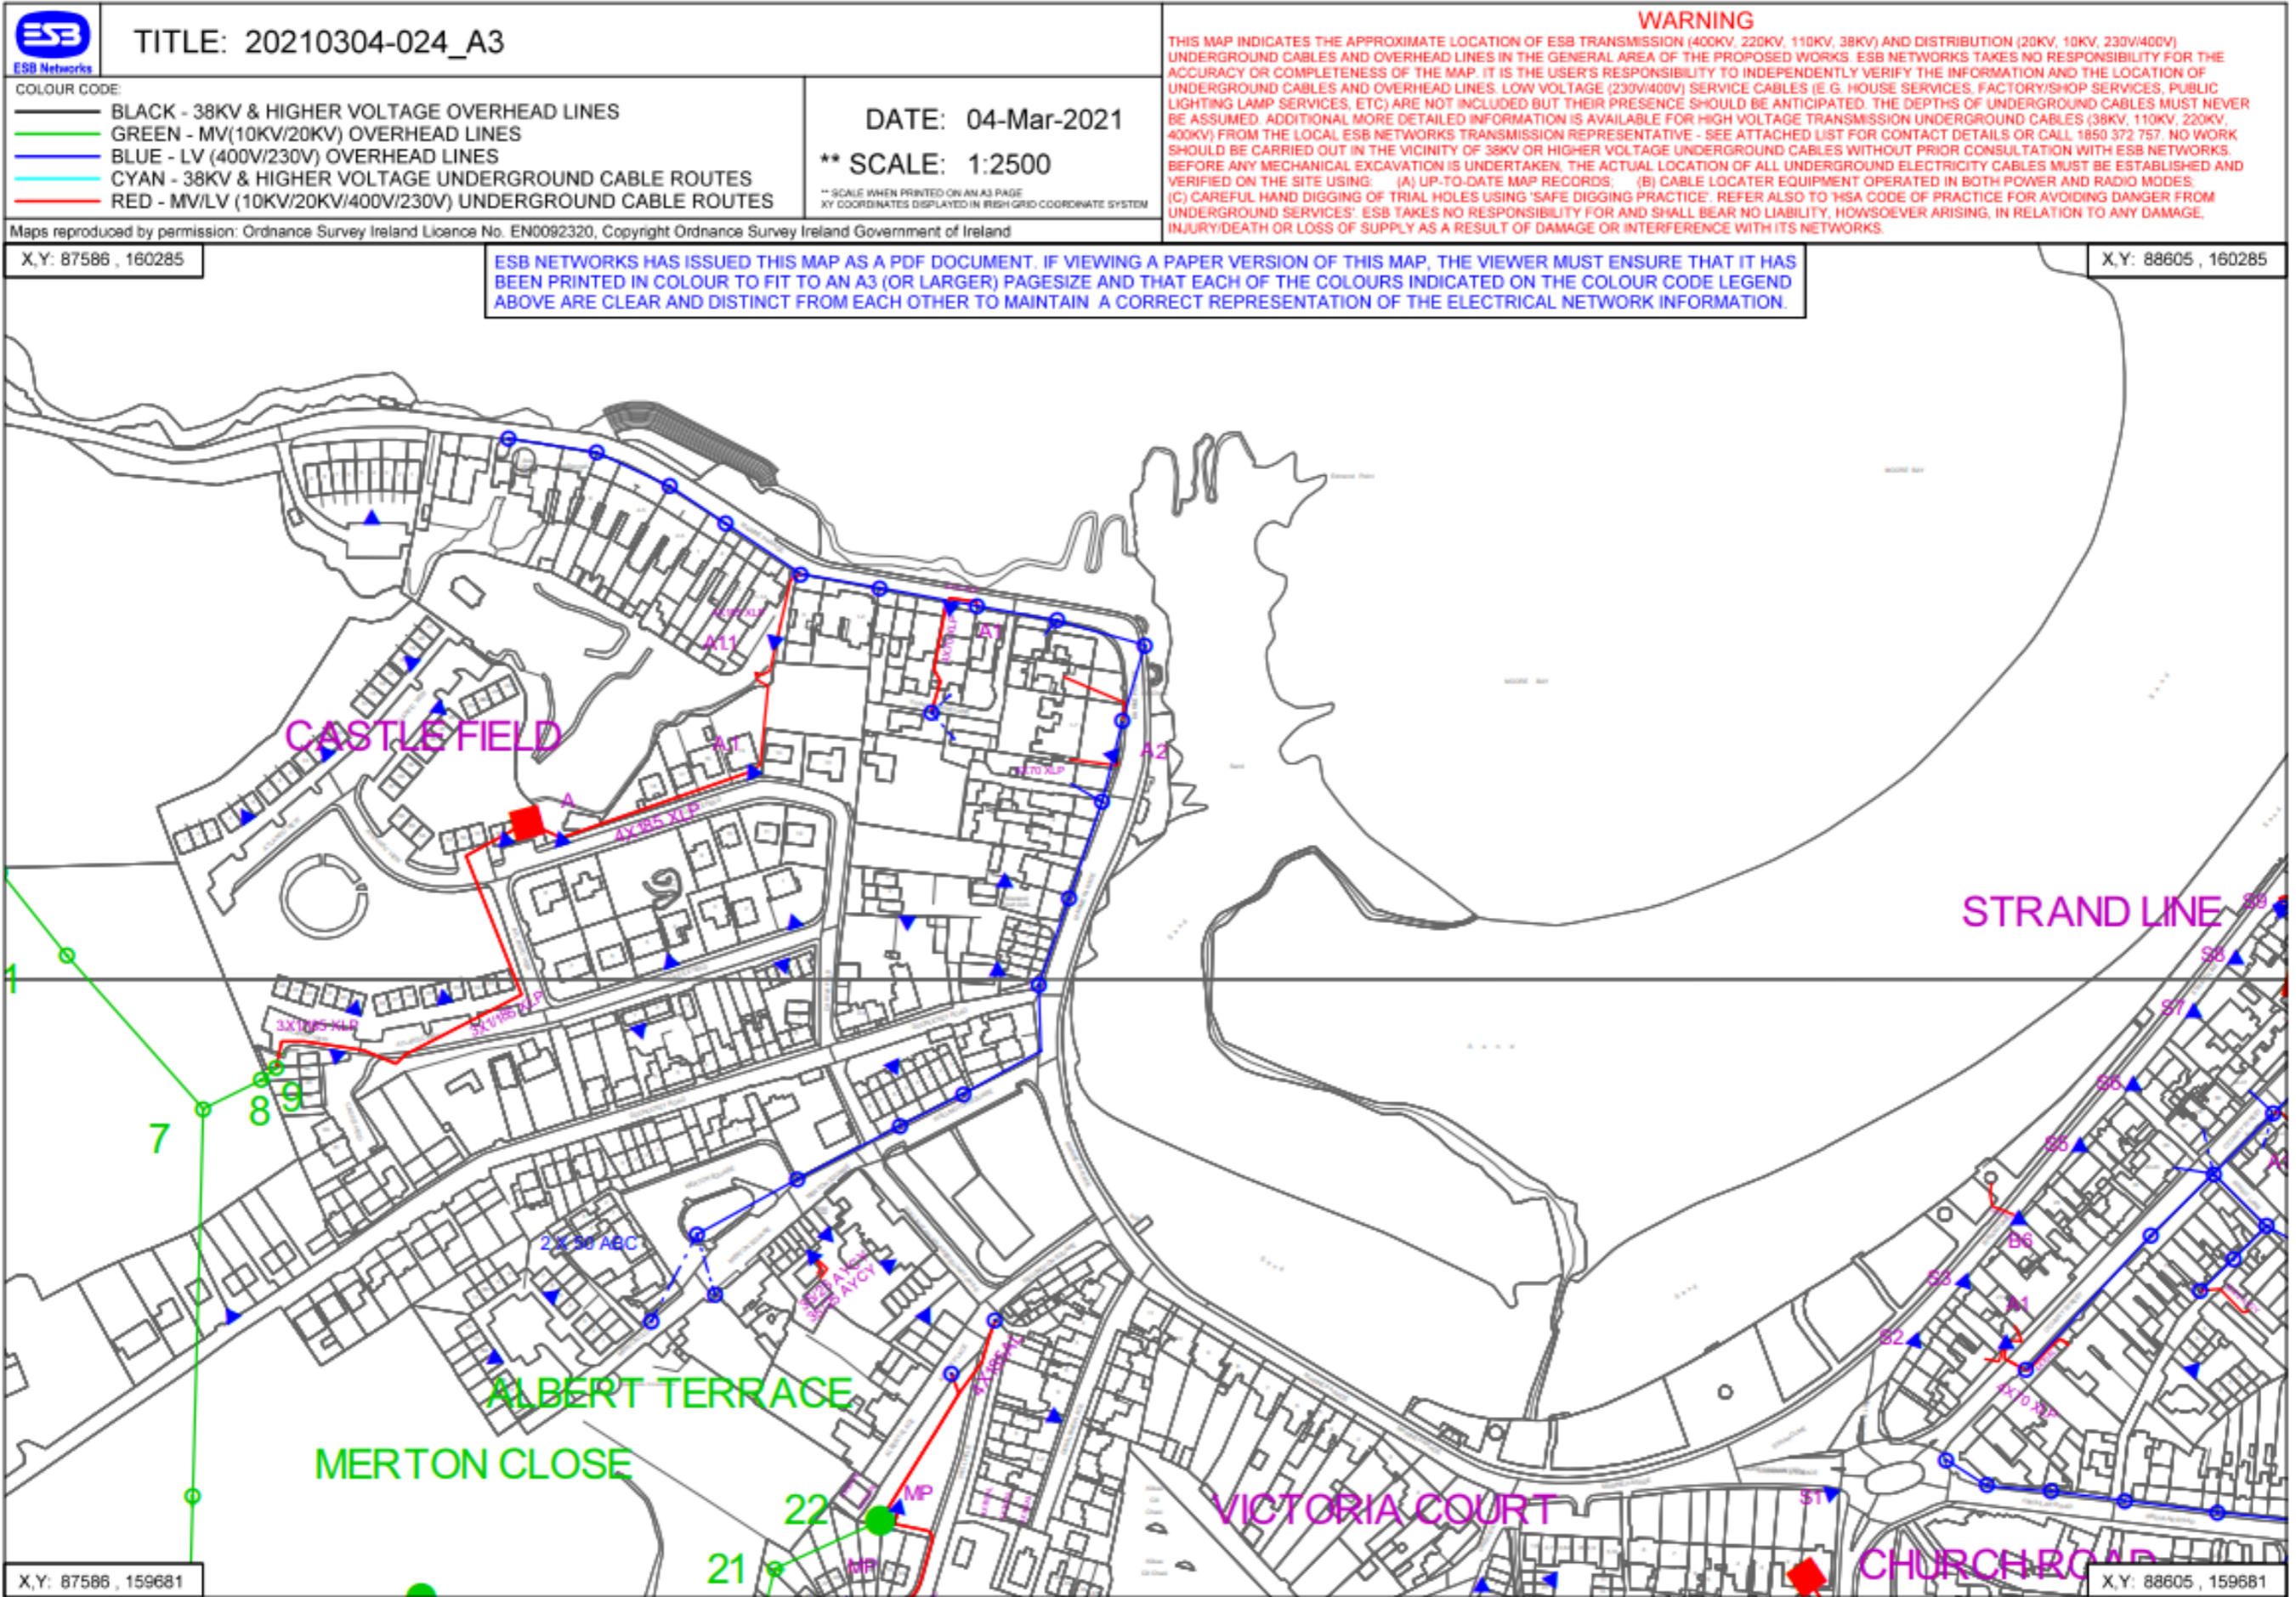 ESB
ESB Networks
TITLE: 20210304-024_A3
COLOUR CODE:
BLACK - 38KV & HIGHER VOLTAGE OVERHEAD LINES
GREEN - MV(10KV/20KV) OVERHEAD LINES
BLUE - LV (400V/230V) OVERHEAD LINES
CYAN - 38KV & HIGHER VOLTAGE UNDERGROUND CABLE ROUTES
RED - MV/LV (10KV/20KV/400V/230V) UNDERGROUND CABLE ROUTES
DATE: 04-Mar-2021
** SCALE: 1:2500
** SCALE WHEN PRINTED ON AN A3 PAGE
XY COORDINATES DISPLAYED IN IRISH GRID COORDINATE SYSTEM
Maps reproduced by permission: Ordnance Survey Ireland Licence No. EN0092320, Copyright Ordnance Survey Ireland Government of Ireland
WARNING
THIS MAP INDICATES THE APPROXIMATE LOCATION OF ESB TRANSMISSION (400KV, 220KV, 110KV, 38KV) AND DISTRIBUTION (20KV, 10KV, 230V/400V)
UNDERGROUND CABLES AND OVERHEAD LINES IN THE GENERAL AREA OF THE PROPOSED WORKS. ESB NETWORKS TAKES NO RESPONSIBILITY FOR THE
ACCURACY OR COMPLETENESS OF THE MAP. IT IS THE USER'S RESPONSIBILITY TO INDEPENDENTLY VERIFY THE INFORMATION AND THE LOCATION OF
UNDERGROUND CABLES AND OVERHEAD LINES. LOW VOLTAGE (230V/400V) SERVICE CABLES (E.G. HOUSE SERVICES, FACTORY/SHOP SERVICES, PUBLIC
LIGHTING LAMP SERVICES, ETC) ARE NOT INCLUDED BUT THEIR PRESENCE SHOULD BE ANTICIPATED. THE DEPTHS OF UNDERGROUND CABLES MUST NEVER
BE ASSUMED. ADDITIONAL MORE DETAILED INFORMATION IS AVAILABLE FOR HIGH VOLTAGE TRANSMISSION UNDERGROUND CABLES (38KV, 110KV, 220KV,
400KV) FROM THE LOCAL ESB NETWORKS TRANSMISSION REPRESENTATIVE - SEE ATTACHED LIST FOR CONTACT DETAILS OR CALL 1850 372 757. NO WORK
SHOULD BE CARRIED OUT IN THE VICINITY OF 38KV OR HIGHER VOLTAGE UNDERGROUND CABLES WITHOUT PRIOR CONSULTATION WITH ESB NETWORKS.
BEFORE ANY MECHANICAL EXCAVATION IS UNDERTAKEN, THE ACTUAL LOCATION OF ALL UNDERGROUND ELECTRICITY CABLES MUST BE ESTABLISHED AND
VERIFIED ON THE SITE USING: (A) UP-TO-DATE MAP RECORDS; (B) CABLE LOCATER EQUIPMENT OPERATED IN BOTH POWER AND RADIO MODES;
(C) CAREFUL HAND DIGGING OF TRIAL HOLES USING 'SAFE DIGGING PRACTICE'. REFER ALSO TO 'HSA CODE OF PRACTICE FOR AVOIDING DANGER FROM
UNDERGROUND SERVICES'. ESB TAKES NO RESPONSIBILITY FOR AND SHALL BEAR NO LIABILITY, HOWSOEVER ARISING, IN RELATION TO ANY DAMAGE,
INJURY/DEATH OR LOSS OF SUPPLY AS A RESULT OF DAMAGE OR INTERFERENCE WITH ITS NETWORKS.
X,Y: 87586 , 160285
ESB NETWORKS HAS ISSUED THIS MAP AS A PDF DOCUMENT. IF VIEWING A PAPER VERSION OF THIS MAP, THE VIEWER MUST ENSURE THAT IT HAS
BEEN PRINTED IN COLOUR TO FIT TO AN A3 (OR LARGER) PAGESIZE AND THAT EACH OF THE COLOURS INDICATED ON THE COLOUR CODE LEGEND
ABOVE ARE CLEAR AND DISTINCT FROM EACH OTHER TO MAINTAIN A CORRECT REPRESENTATION OF THE ELECTRICAL NETWORK INFORMATION.
X,Y: 88605 , 160285
MOORE BAY
MOORE BAY
A11
A1
CASTLE FIELD
A1
A2
4X70 XLP
A
4X185 XLP
STRAND LINE
S9
S8
1
S7
3X1/185 XLP
3X1/185 XLP
S6
8
9
7
S5
2 X 50 ABC
B6
S3
A1
S2
4X185 AL
4X70 XLP
ALBERT TERRACE
MERTON CLOSE
22
MP
VICTORIA COURT
S1
21
MP
CHURCH ROAD
X,Y: 87586 , 159681
X,Y: 88605 , 159681